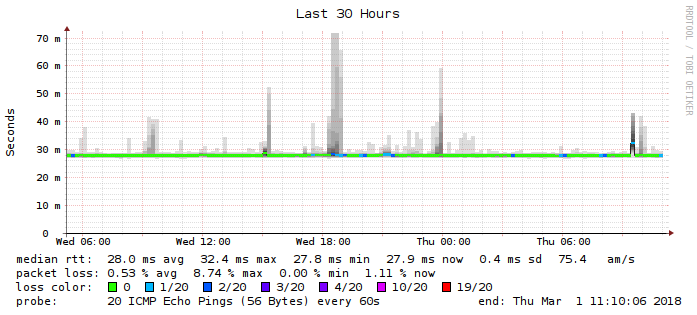 Last 30 Hours
RRDTOOL / TOBI OETIKER
Seconds
70 m
60 m
50 m
40 m
30 m
20 m
10 m
0
Wed 06:00 Wed 12:00 Wed 18:00 Thu 00:00 Thu 06:00
median rtt: 28.0 ms avg 32.4 ms max 27.8 ms min 27.9 ms now 0.4 ms sd 75.4 am/s
packet loss: 0.53 % avg 8.74 % max 0.00 % min 1.11 % now
loss color: 0 1/20 2/20 3/20 4/20 10/20 19/20
probe: 20 ICMP Echo Pings (56 Bytes) every 60s end: Thu Mar 1 11:10:06 2018